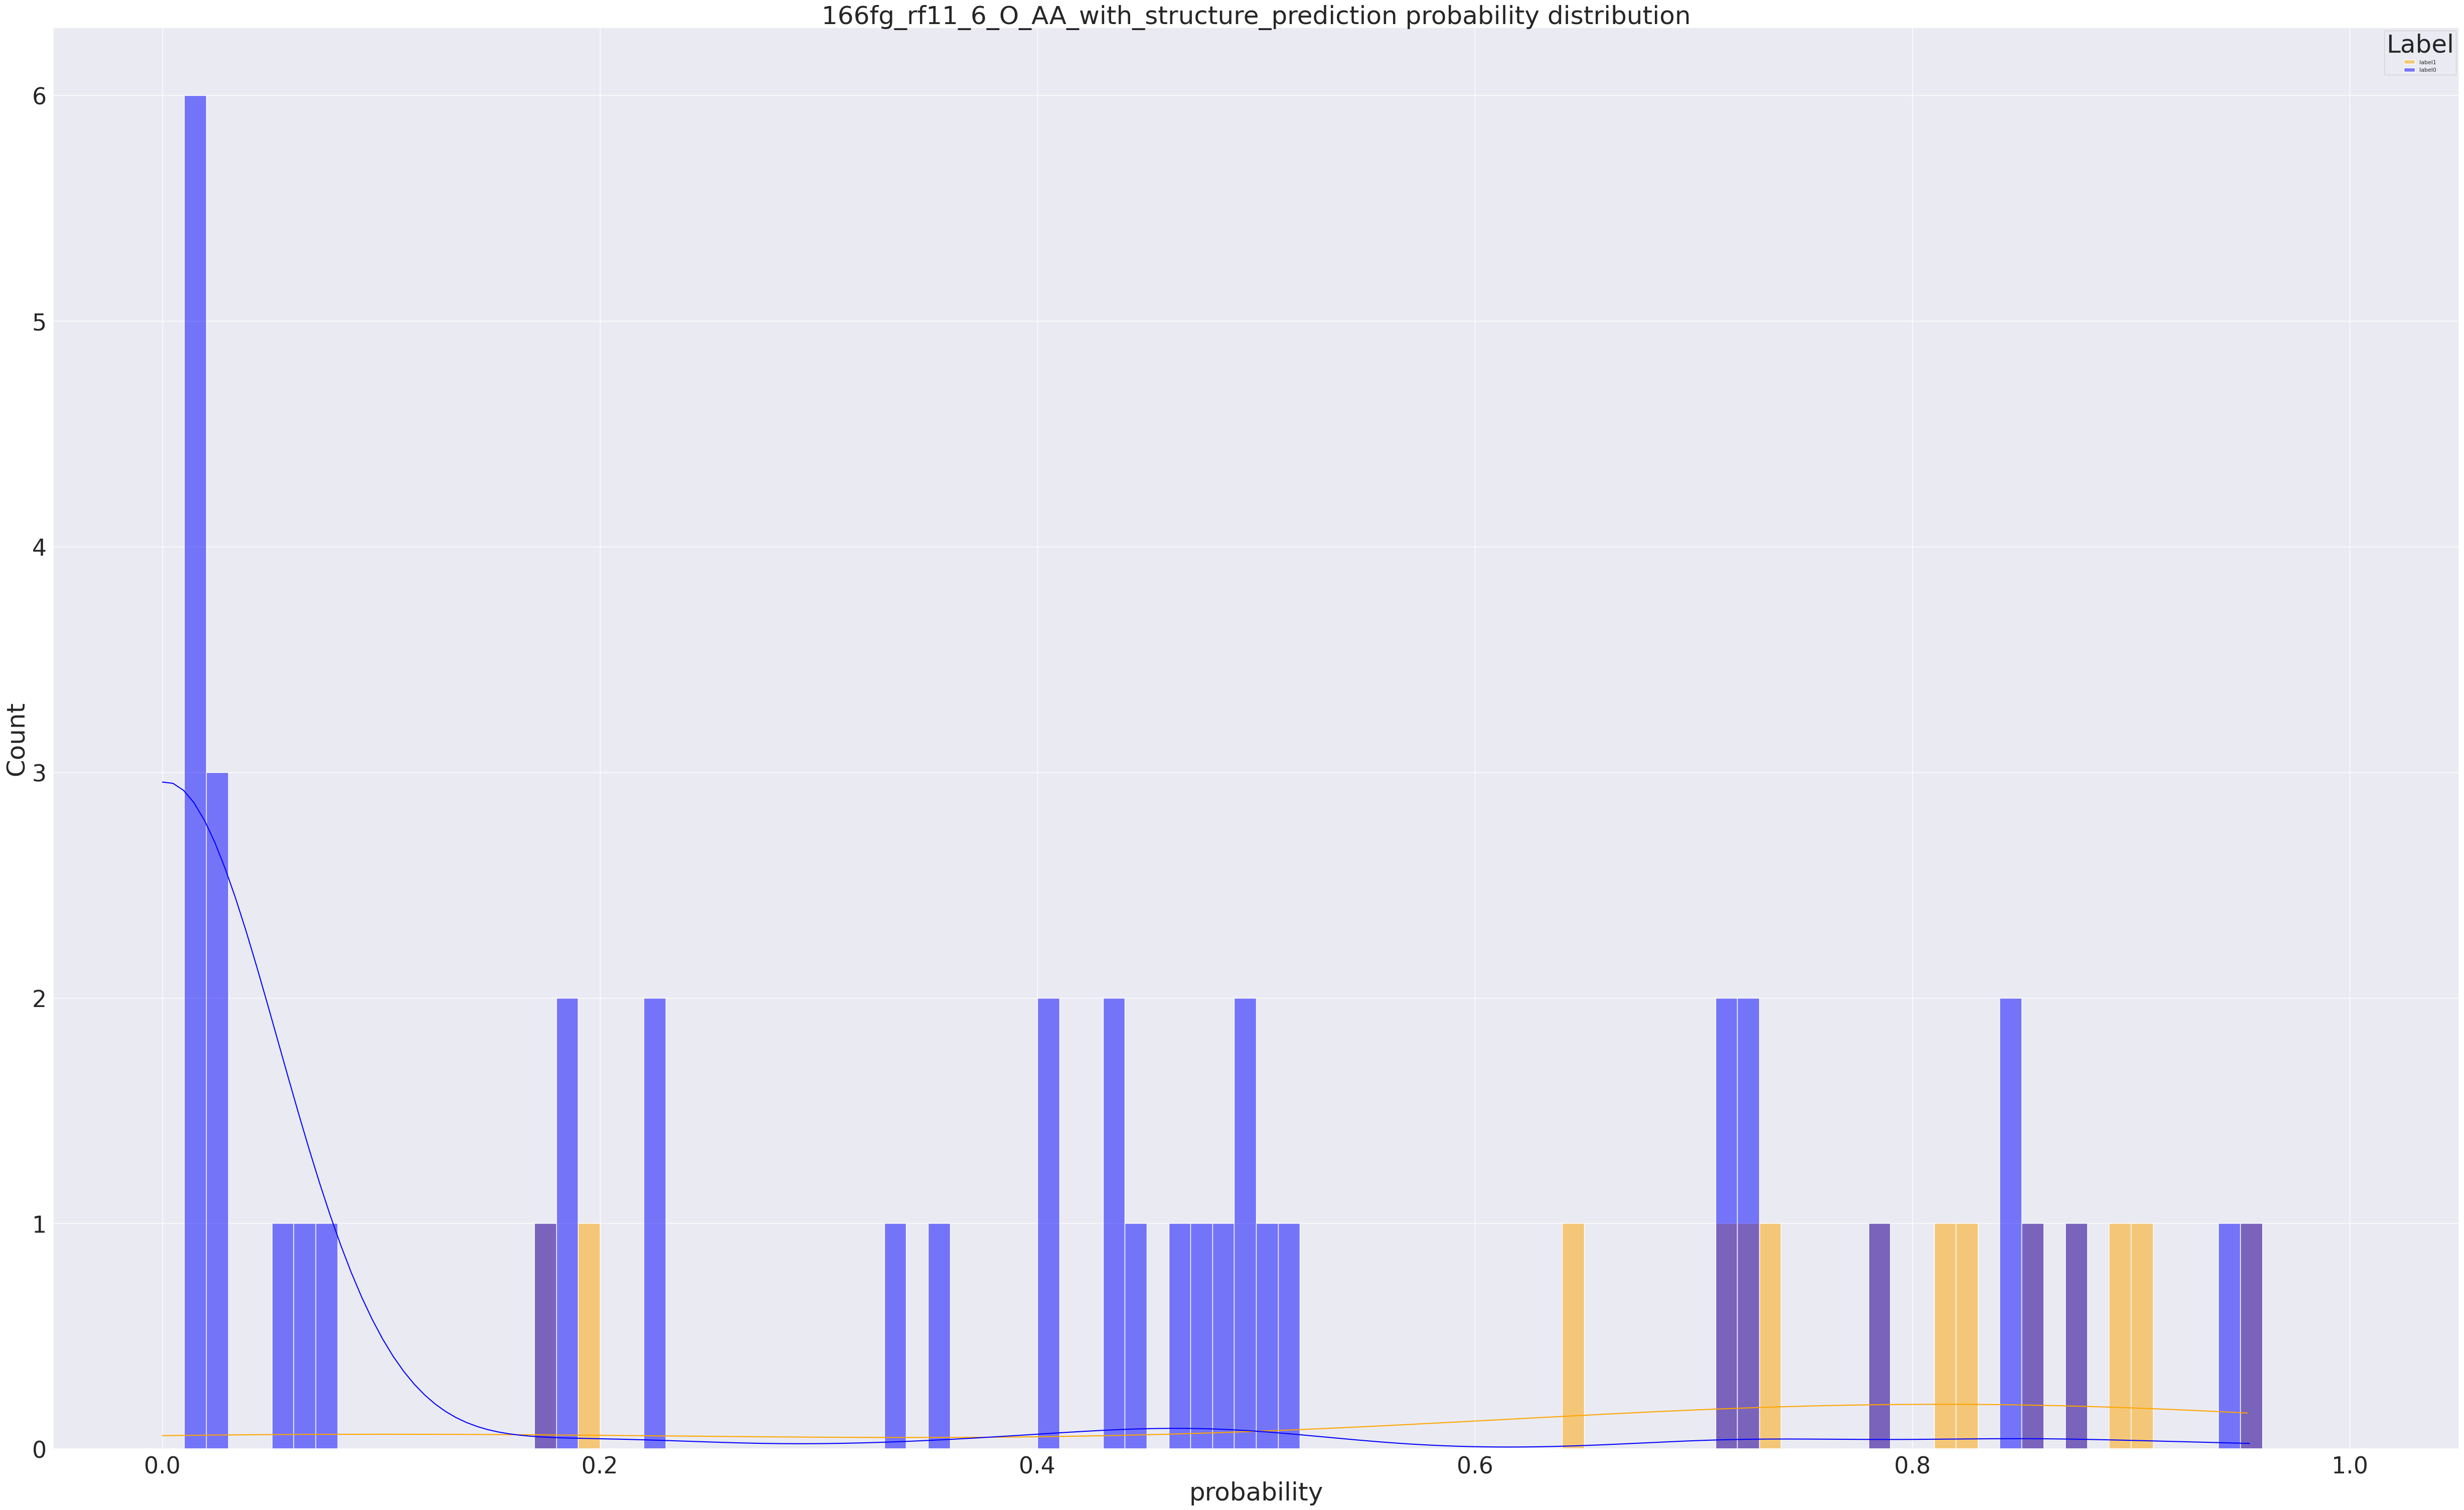 166fg_rf11_6_O_AA_with_structure_prediction probability distribution
Label
label1
label0
6
5
4
3
2
1
0
Count
0.0 0.2 0.4 0.6 0.8 1.0
probability